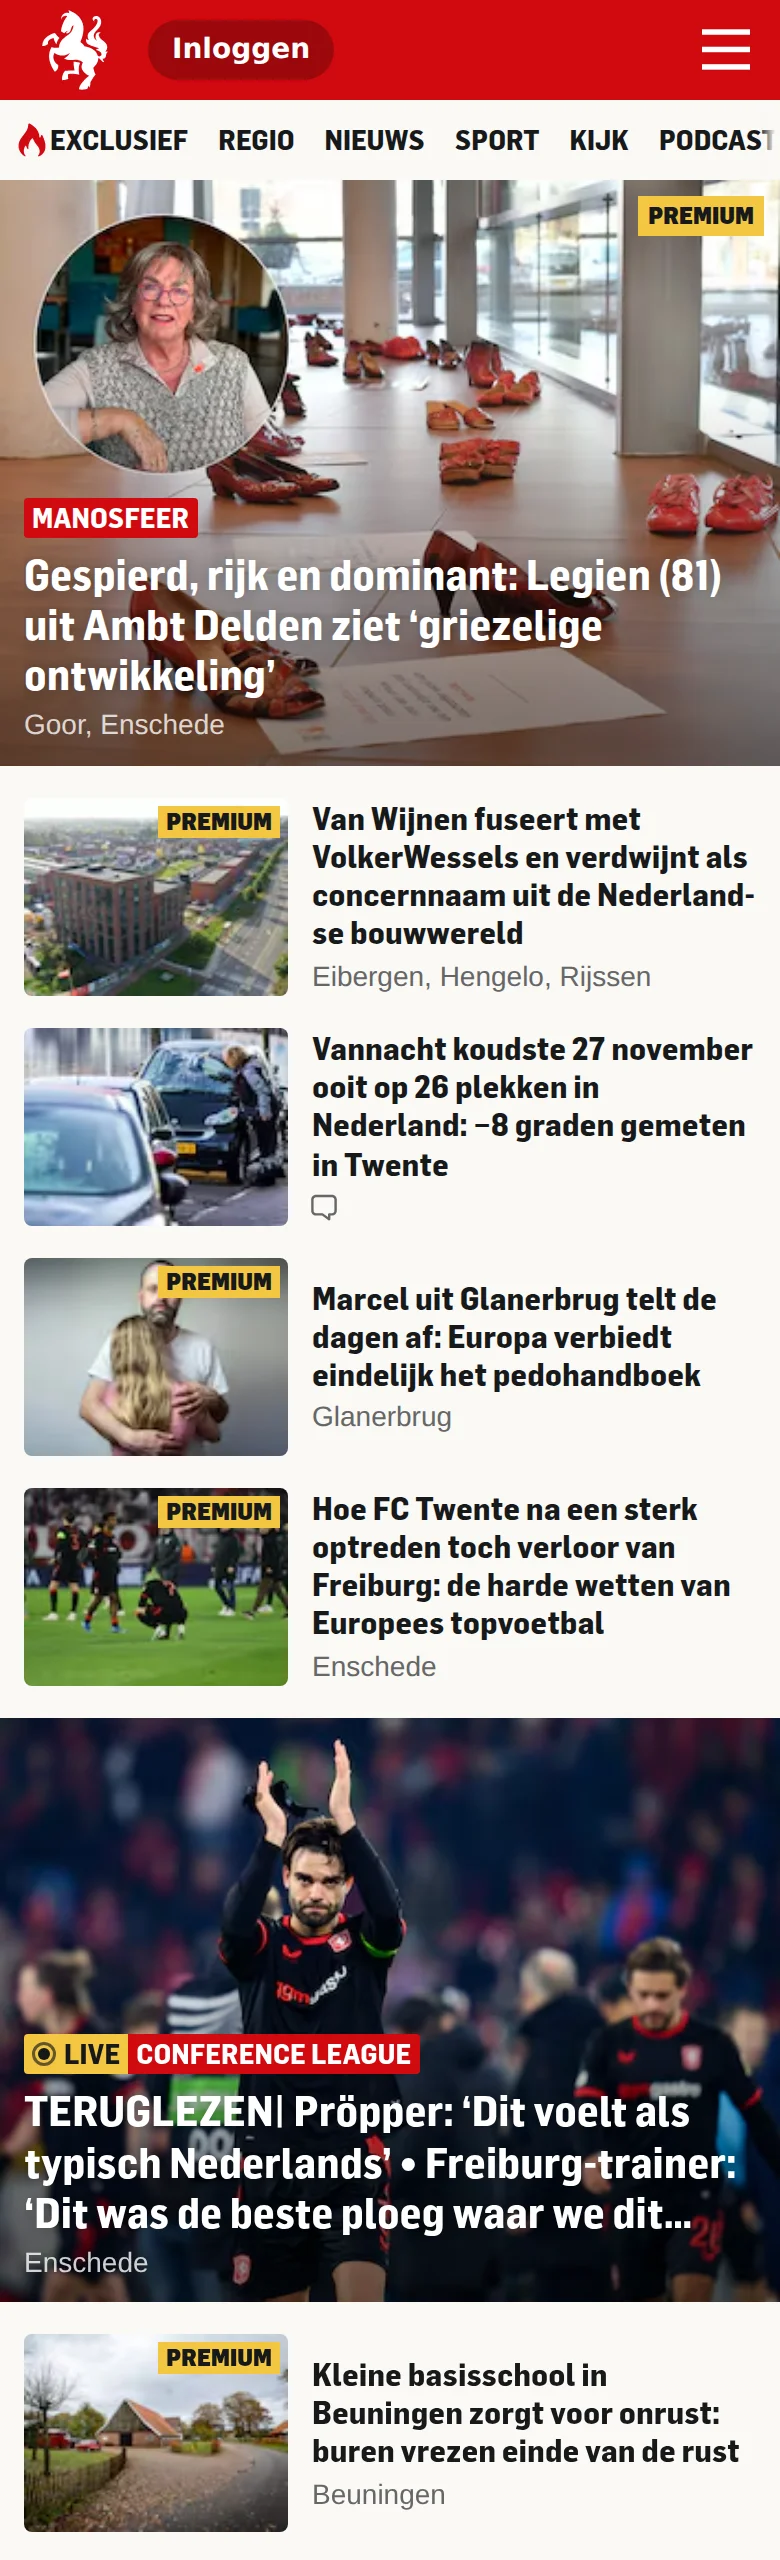 Inloggen
EXCLUSIEF REGIO NIEUWS SPORT KIJK PODCAST
PREMIUM
MANOSFEER
Gespierd, rijk en dominant: Legien (81)
uit Ambt Delden ziet ‘griezelige
ontwikkeling’
Goor, Enschede
PREMIUM
Van Wijnen fuseert met
VolkerWessels en verdwijnt als
concernnaam uit de Nederland-
se bouwwereld
Eibergen, Hengelo, Rijssen
Vannacht koudste 27 november
ooit op 26 plekken in
Nederland: −8 graden gemeten
in Twente
PREMIUM
Marcel uit Glanerbrug telt de
dagen af: Europa verbiedt
eindelijk het pedohandboek
Glanerbrug
PREMIUM
Hoe FC Twente na een sterk
optreden toch verloor van
Freiburg: de harde wetten van
Europees topvoetbal
Enschede
LIVE CONFERENCE LEAGUE
TERUGLEZEN| Pröpper: ‘Dit voelt als
typisch Nederlands’ • Freiburg-trainer:
‘Dit was de beste ploeg waar we dit...
Enschede
PREMIUM
Kleine basisschool in
Beuningen zorgt voor onrust:
buren vrezen einde van de rust
Beuningen